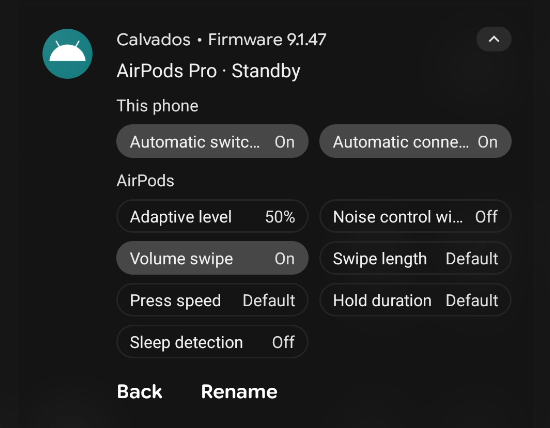 Calvados • Firmware 9.1.47
AirPods Pro · Standby
This phone
Automatic switc... On Automatic conne... On
AirPods
Adaptive level 50% Noise control wi... Off
Volume swipe On Swipe length Default
Press speed Default Hold duration Default
Sleep detection Off
Back Rename